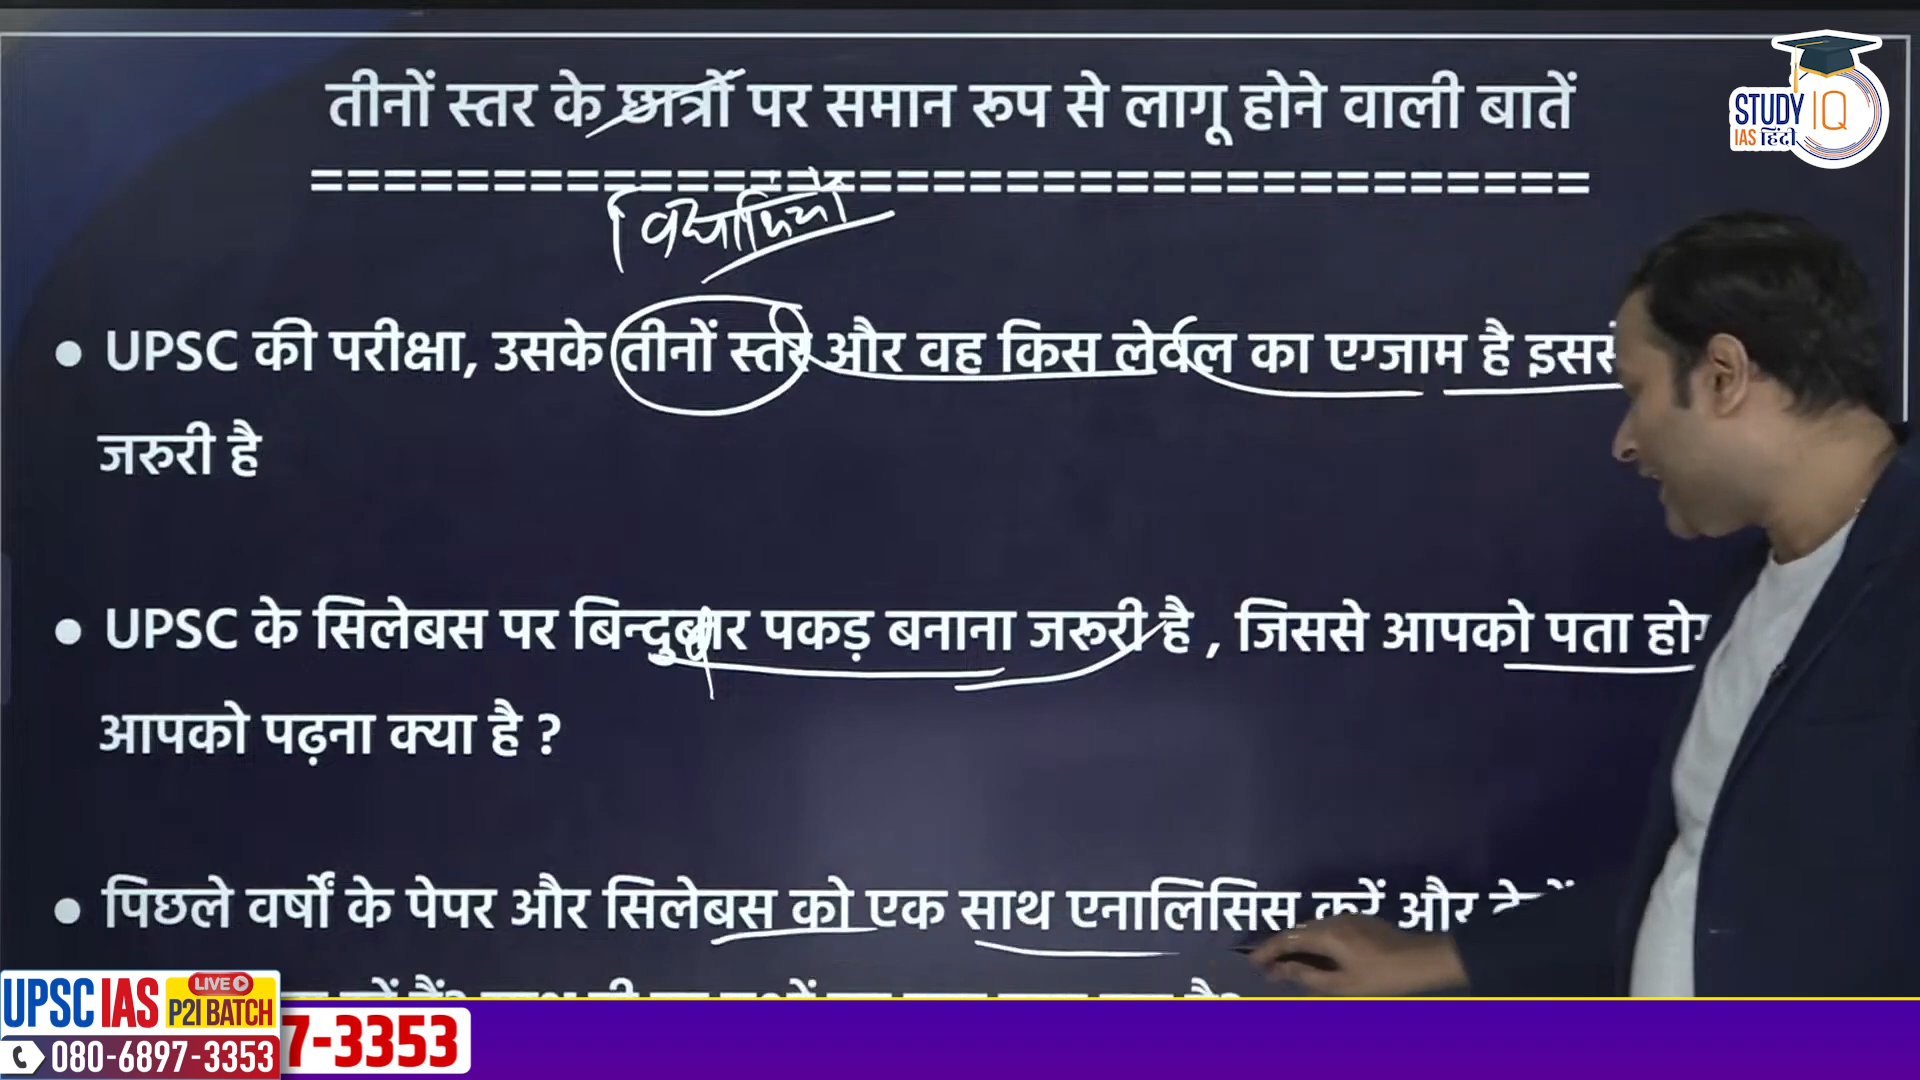 तीनों स्तर के छात्रों पर समान रूप से लागू होने वाली बातें
==================================
विद्यार्थियों
STUDY IQ
IAS हिंदी
• UPSC की परीक्षा, उसके तीनों स्तर और वह किस लेवल का एग्जाम है इससे
जरुरी है
• UPSC के सिलेबस पर बिन्दुवार पकड़ बनाना जरूरी है , जिससे आपको पता
आपको पढ़ना क्या है ?
• पिछले वर्षों के पेपर और सिलेबस को एक साथ एनालिसिस करें और
UPSC IAS LIVE P2I BATCH
080-6897-3353
7-3353